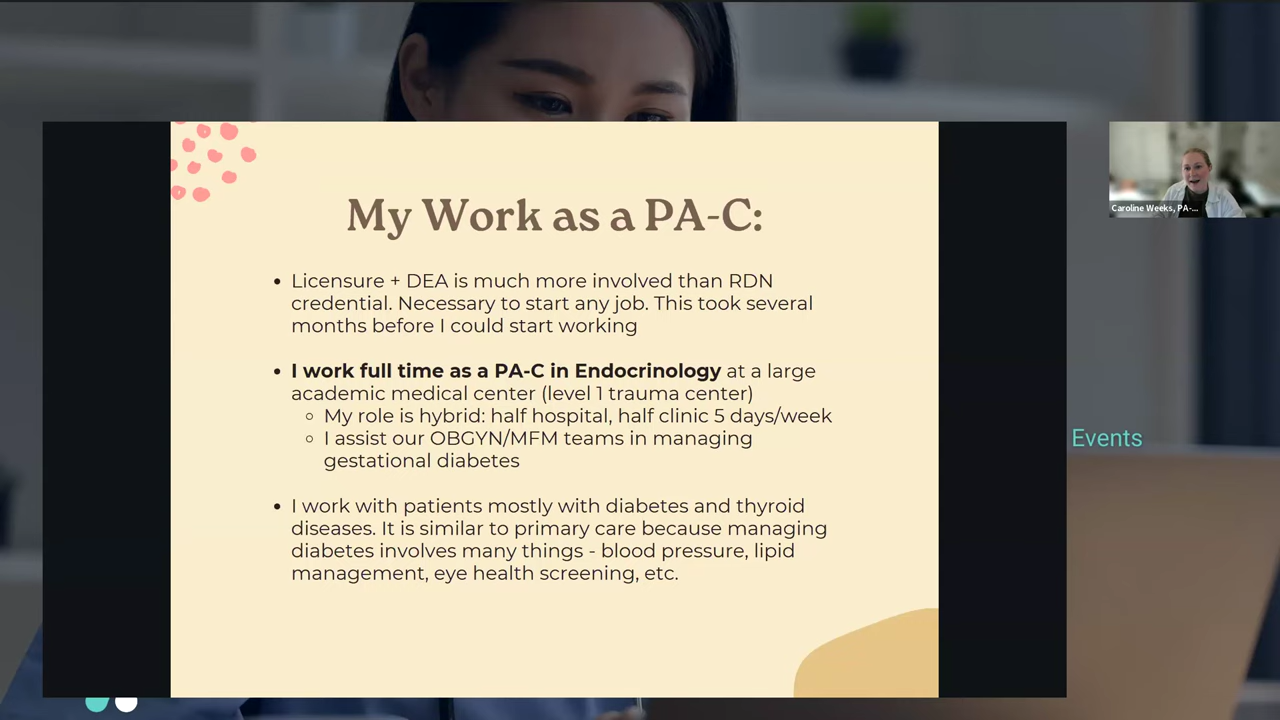 My Work as a PA-C:
• Licensure + DEA is much more involved than RDN
credential. Necessary to start any job. This took several
months before I could start working
• I work full time as a PA-C in Endocrinology at a large
academic medical center (level 1 trauma center)
◦ My role is hybrid: half hospital, half clinic 5 days/week
◦ I assist our OBGYN/MFM teams in managing
gestational diabetes
• I work with patients mostly with diabetes and thyroid
diseases. It is similar to primary care because managing
diabetes involves many things - blood pressure, lipid
management, eye health screening, etc.
Caroline Weeks, PA-...
Events